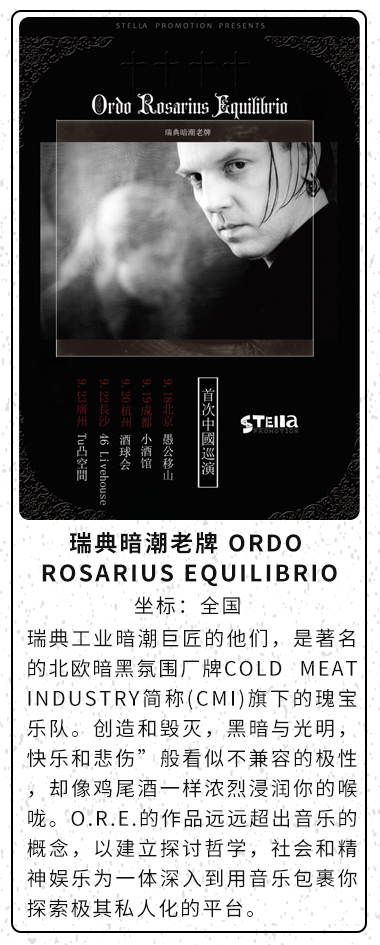 STELLA PROMOTION PRESENTS
Ordo Rosarius Equilibrio
瑞典暗潮老牌
首次中國巡演
9.18北京 愚公移山
9.19成都 小酒馆
9.20杭州 酒球会
9.22長沙 46 Livehouse
9.23廣州 Tu凸空間
STELLA
PROMOTION
瑞典暗潮老牌 ORDO
ROSARIUS EQUILIBRIO
坐标：全国
瑞典工业暗潮巨匠的他们，是著名
的北欧暗黑氛围厂牌COLD MEAT
INDUSTRY简称(CMI)旗下的瑰宝
乐队。创造和毁灭，黑暗与光明，
快乐和悲伤”般看似不兼容的极性
，却像鸡尾酒一样浓烈浸润你的喉
咙。O.R.E.的作品远远超出音乐的
概念，以建立探讨哲学，社会和精
神娱乐为一体深入到用音乐包裹你
探索极其私人化的平台。